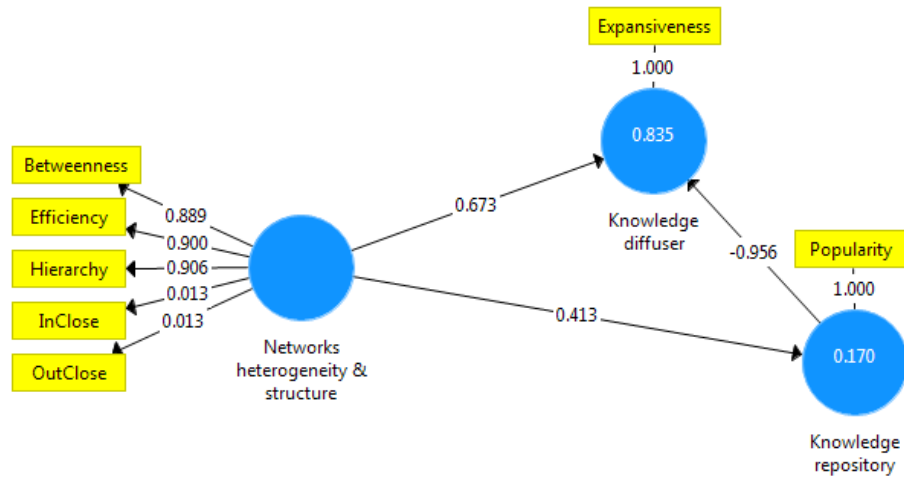 Expansiveness
1.000
0.835
Knowledge
diffuser
Betweenness
Efficiency
Hierarchy
InClose
OutClose
0.889
0.900
0.906
0.013
0.013
Networks
heterogeneity &
structure
0.673
0.413
-0.956
Popularity
1.000
0.170
Knowledge
repository